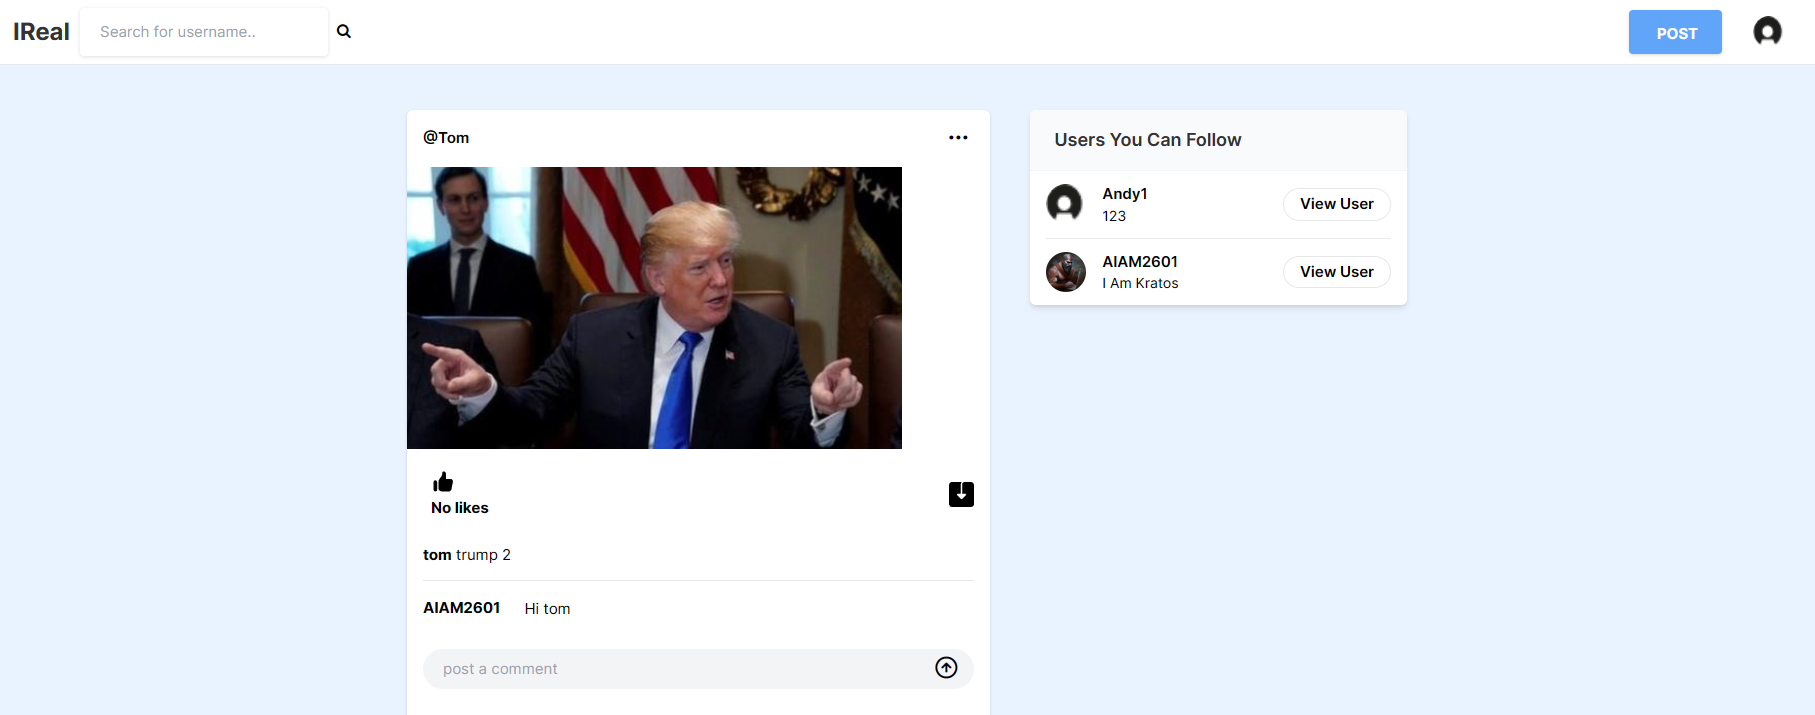 IReal
Search for username..
POST
@Tom
No likes
tom trump 2
AIAM2601 Hi tom
post a comment
Users You Can Follow
Andy1
123
View User
AIAM2601
I Am Kratos
View User